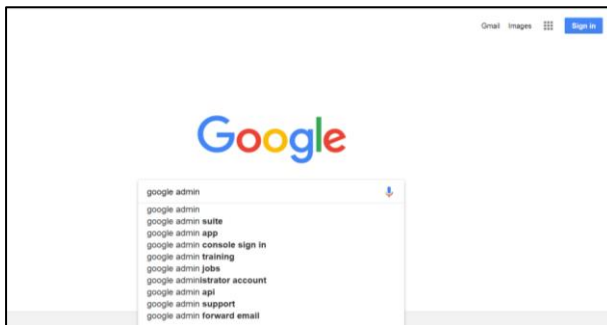 Gmail Images Sign in
Google
google admin
google admin
google admin suite
google admin app
google admin console sign in
google admin training
google admin jobs
google administrator account
google admin api
google admin support
google admin forward email